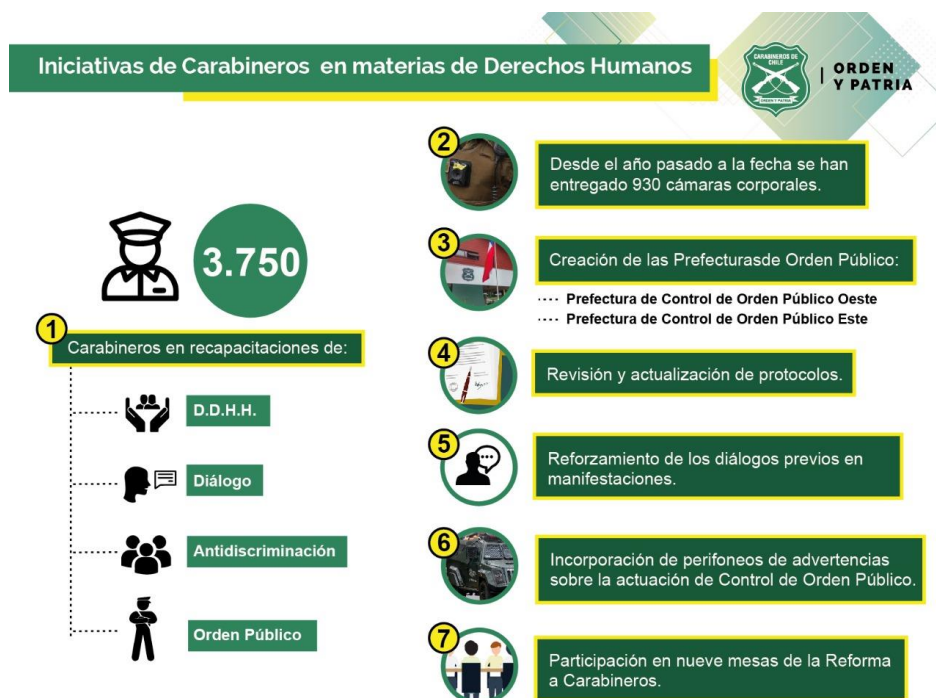 Iniciativas de Carabineros en materias de Derechos Humanos
CARABINEROS DE
CHILE
ORDEN Y PATRIA
ORDEN
Y PATRIA
3.750
1
Carabineros en recapacitaciones de:
D.D.H.H.
Diálogo
Antidiscriminación
Orden Público
2
Desde el año pasado a la fecha se han
entregado 930 cámaras corporales.
3
Creación de las Prefecturasde Orden Público:
Prefectura de Control de Orden Público Oeste
Prefectura de Control de Orden Público Este
4
Revisión y actualización de protocolos.
5
Reforzamiento de los diálogos previos en
manifestaciones.
6
Incorporación de perifoneos de advertencias
sobre la actuación de Control de Orden Público.
7
Participación en nueve mesas de la Reforma
a Carabineros.